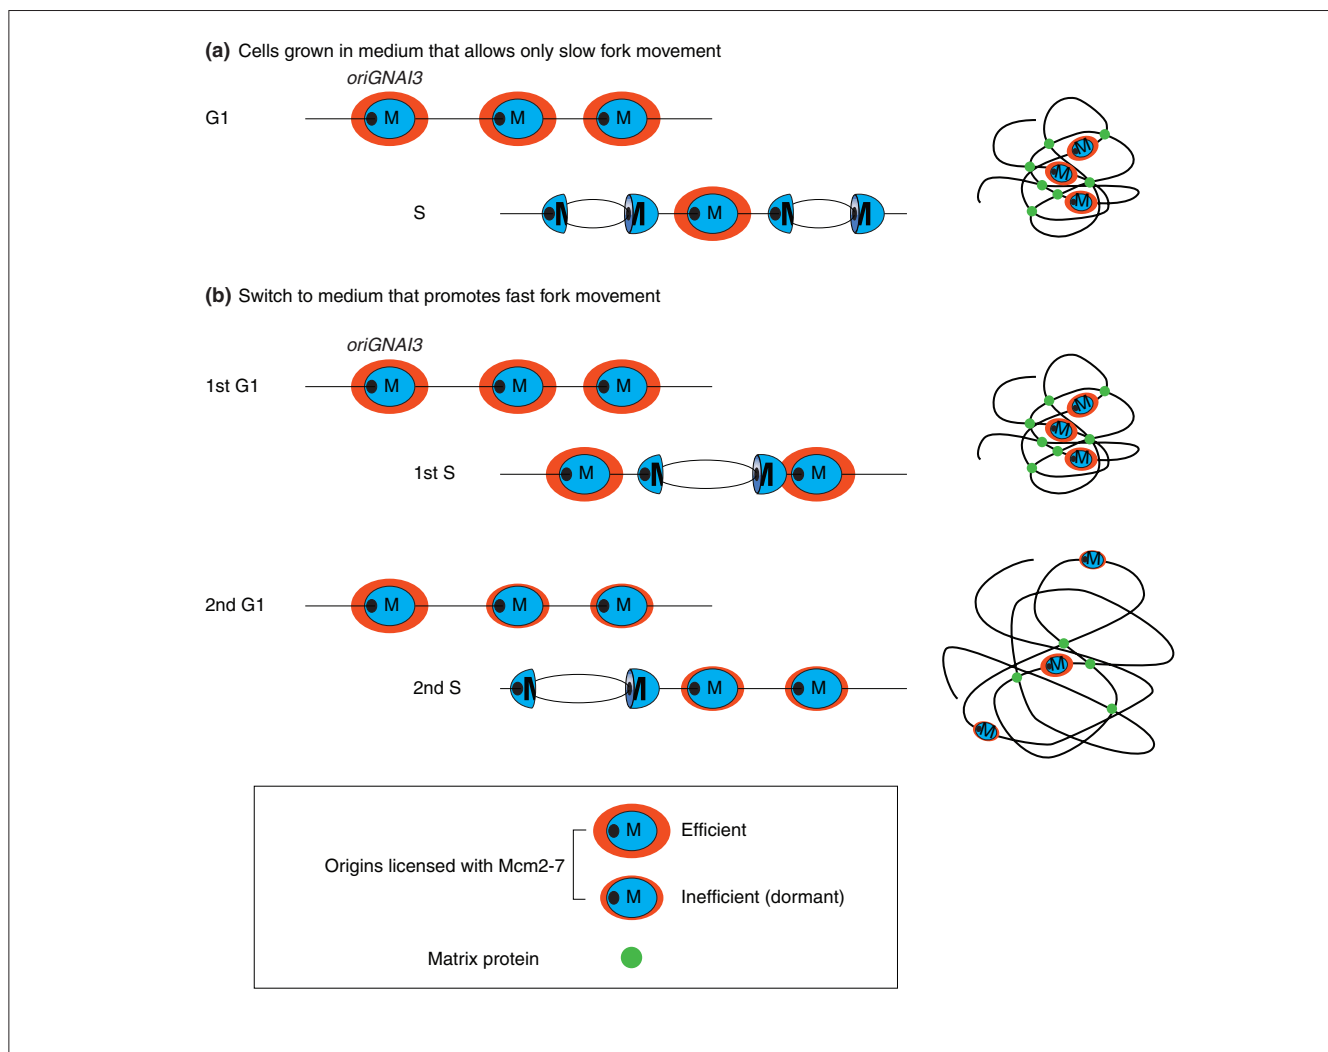 (a) Cells grown in medium that allows only slow fork movement
oriGNAI3
G1 M M M
M M M
M
S M M M M M
(b) Switch to medium that promotes fast fork movement
oriGNAI3
1st G1 M M M
M M M
1st S M M M M
M
2nd G1 M M M
M
2nd S M M M M
M
M Efficient
Origins licensed with Mcm2-7
M Inefficient (dormant)
Matrix protein